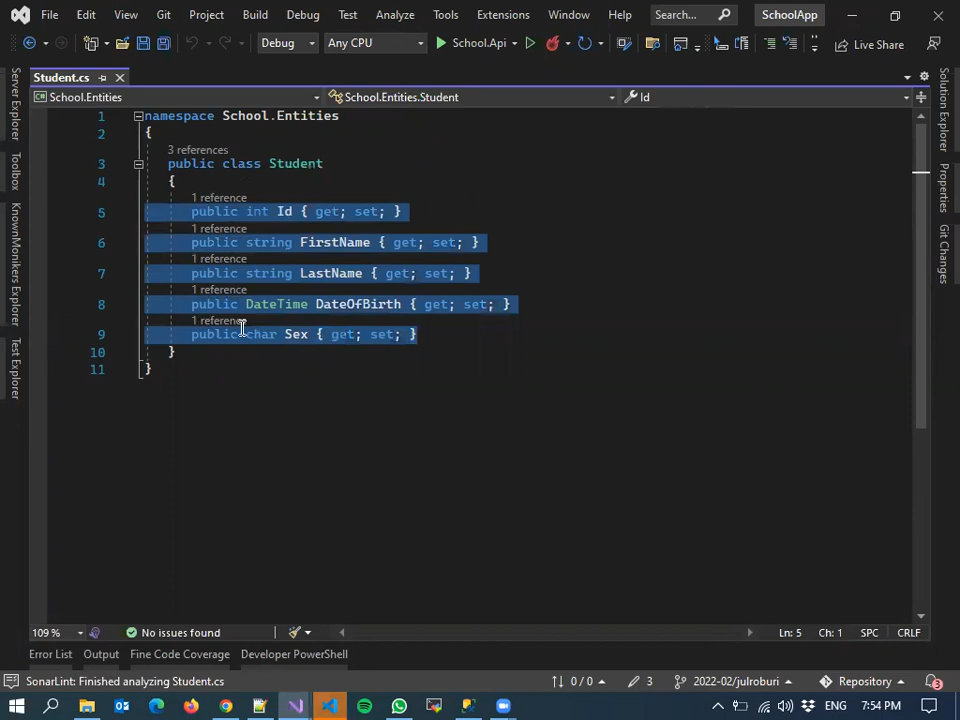 File Edit View Git Project Build Debug Test Analyze Tools Extensions Window Help Search... SchoolApp
Debug Any CPU School.Api Live Share
Student.cs
School.Entities School.Entities.Student Id
1 namespace School.Entities
2 {
3 references
3 public class Student
4 {
1 reference
5 public int Id { get; set; }
1 reference
6 public string FirstName { get; set; }
1 reference
7 public string LastName { get; set; }
1 reference
8 public DateTime DateOfBirth { get; set; }
1 reference
9 public char Sex { get; set; }
10 }
11 }
Server Explorer
Toolbox
KnownMonikers Explorer
Test Explorer
Solution Explorer
Properties
Git Changes
109 % No issues found Ln: 5 Ch: 1 SPC CRLF
Error List Output Fine Code Coverage Developer PowerShell
SonarLint: Finished analyzing Student.cs 0 / 0 3 2022-02/julroburi Repository 3
ENG 7:54 PM